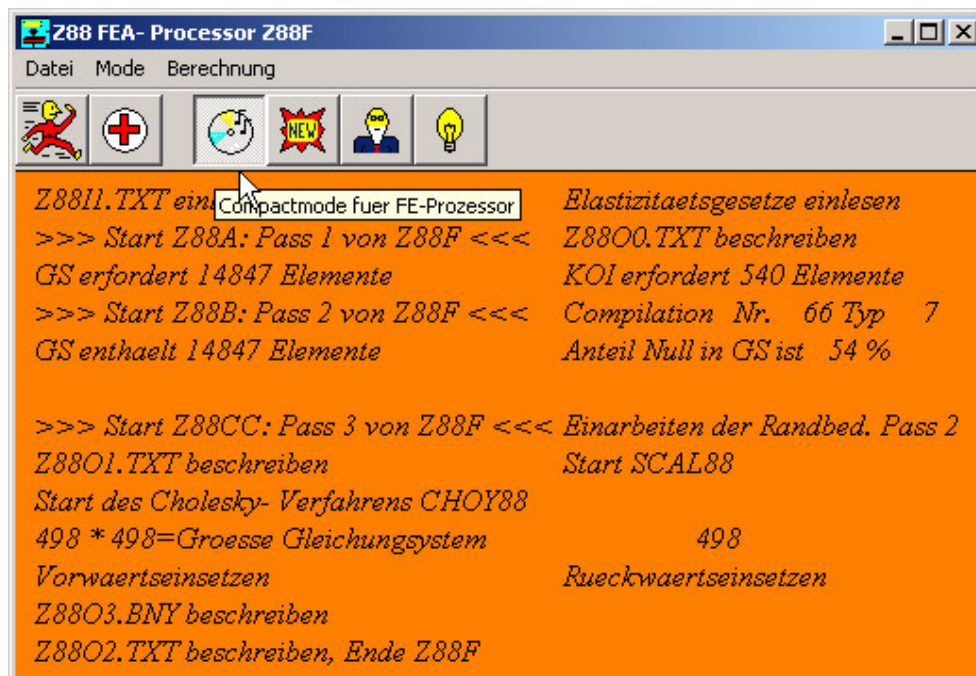 Z88 FEA- Processor Z88F
Datei Mode Berechnung
NEW
Z88I1.TXT Elastizitaetsgesetze einlesen
Compactmode fuer FE-Prozessor
>>> Start Z88A: Pass 1 von Z88F <<< Z88O0.TXT beschreiben
GS erfordert 14847 Elemente KOI erfordert 540 Elemente
>>> Start Z88B: Pass 2 von Z88F <<< Compilation Nr. 66 Typ 7
GS enthaelt 14847 Elemente Anteil Null in GS ist 54 %
>>> Start Z88CC: Pass 3 von Z88F <<< Einarbeiten der Randbed. Pass 2
Z88O1.TXT beschreiben Start SCAL88
Start des Cholesky- Verfahrens CHOY88
498 * 498=Groesse Gleichungsystem 498
Vorwaertseinsetzen Rueckwaertseinsetzen
Z88O3.BNY beschreiben
Z88O2.TXT beschreiben, Ende Z88F